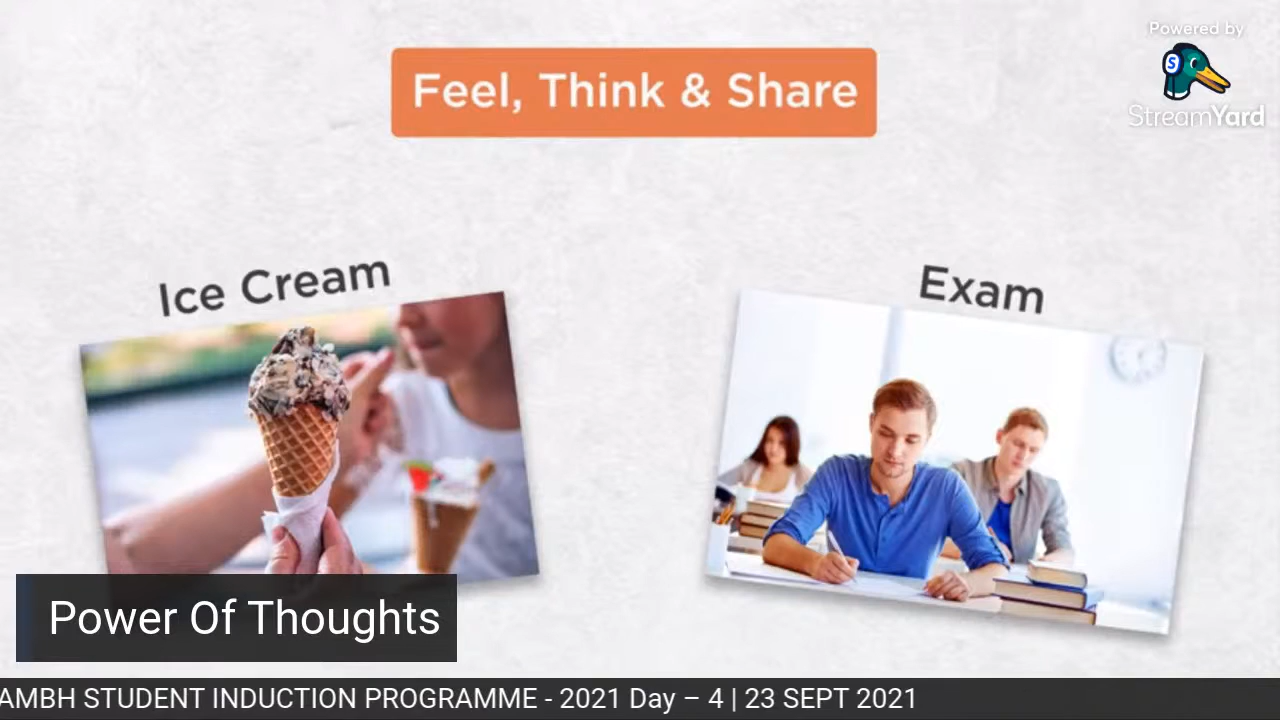 Powered by
StreamYard
Feel, Think & Share
Ice Cream
Exam
Power Of Thoughts
AMBH STUDENT INDUCTION PROGRAMME - 2021 Day – 4 | 23 SEPT 2021